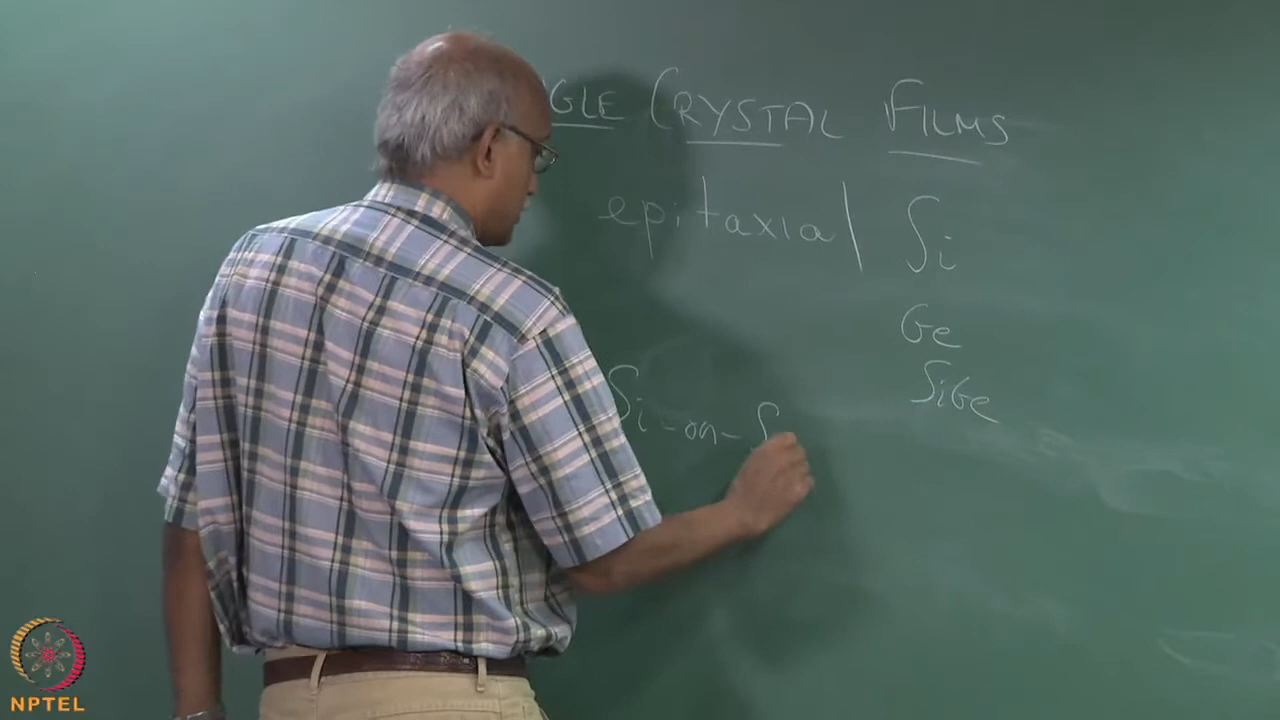 GLE CRYSTAL FILMS
epitaxial Si
Ge
SiGe
Si-on-S
NPTEL